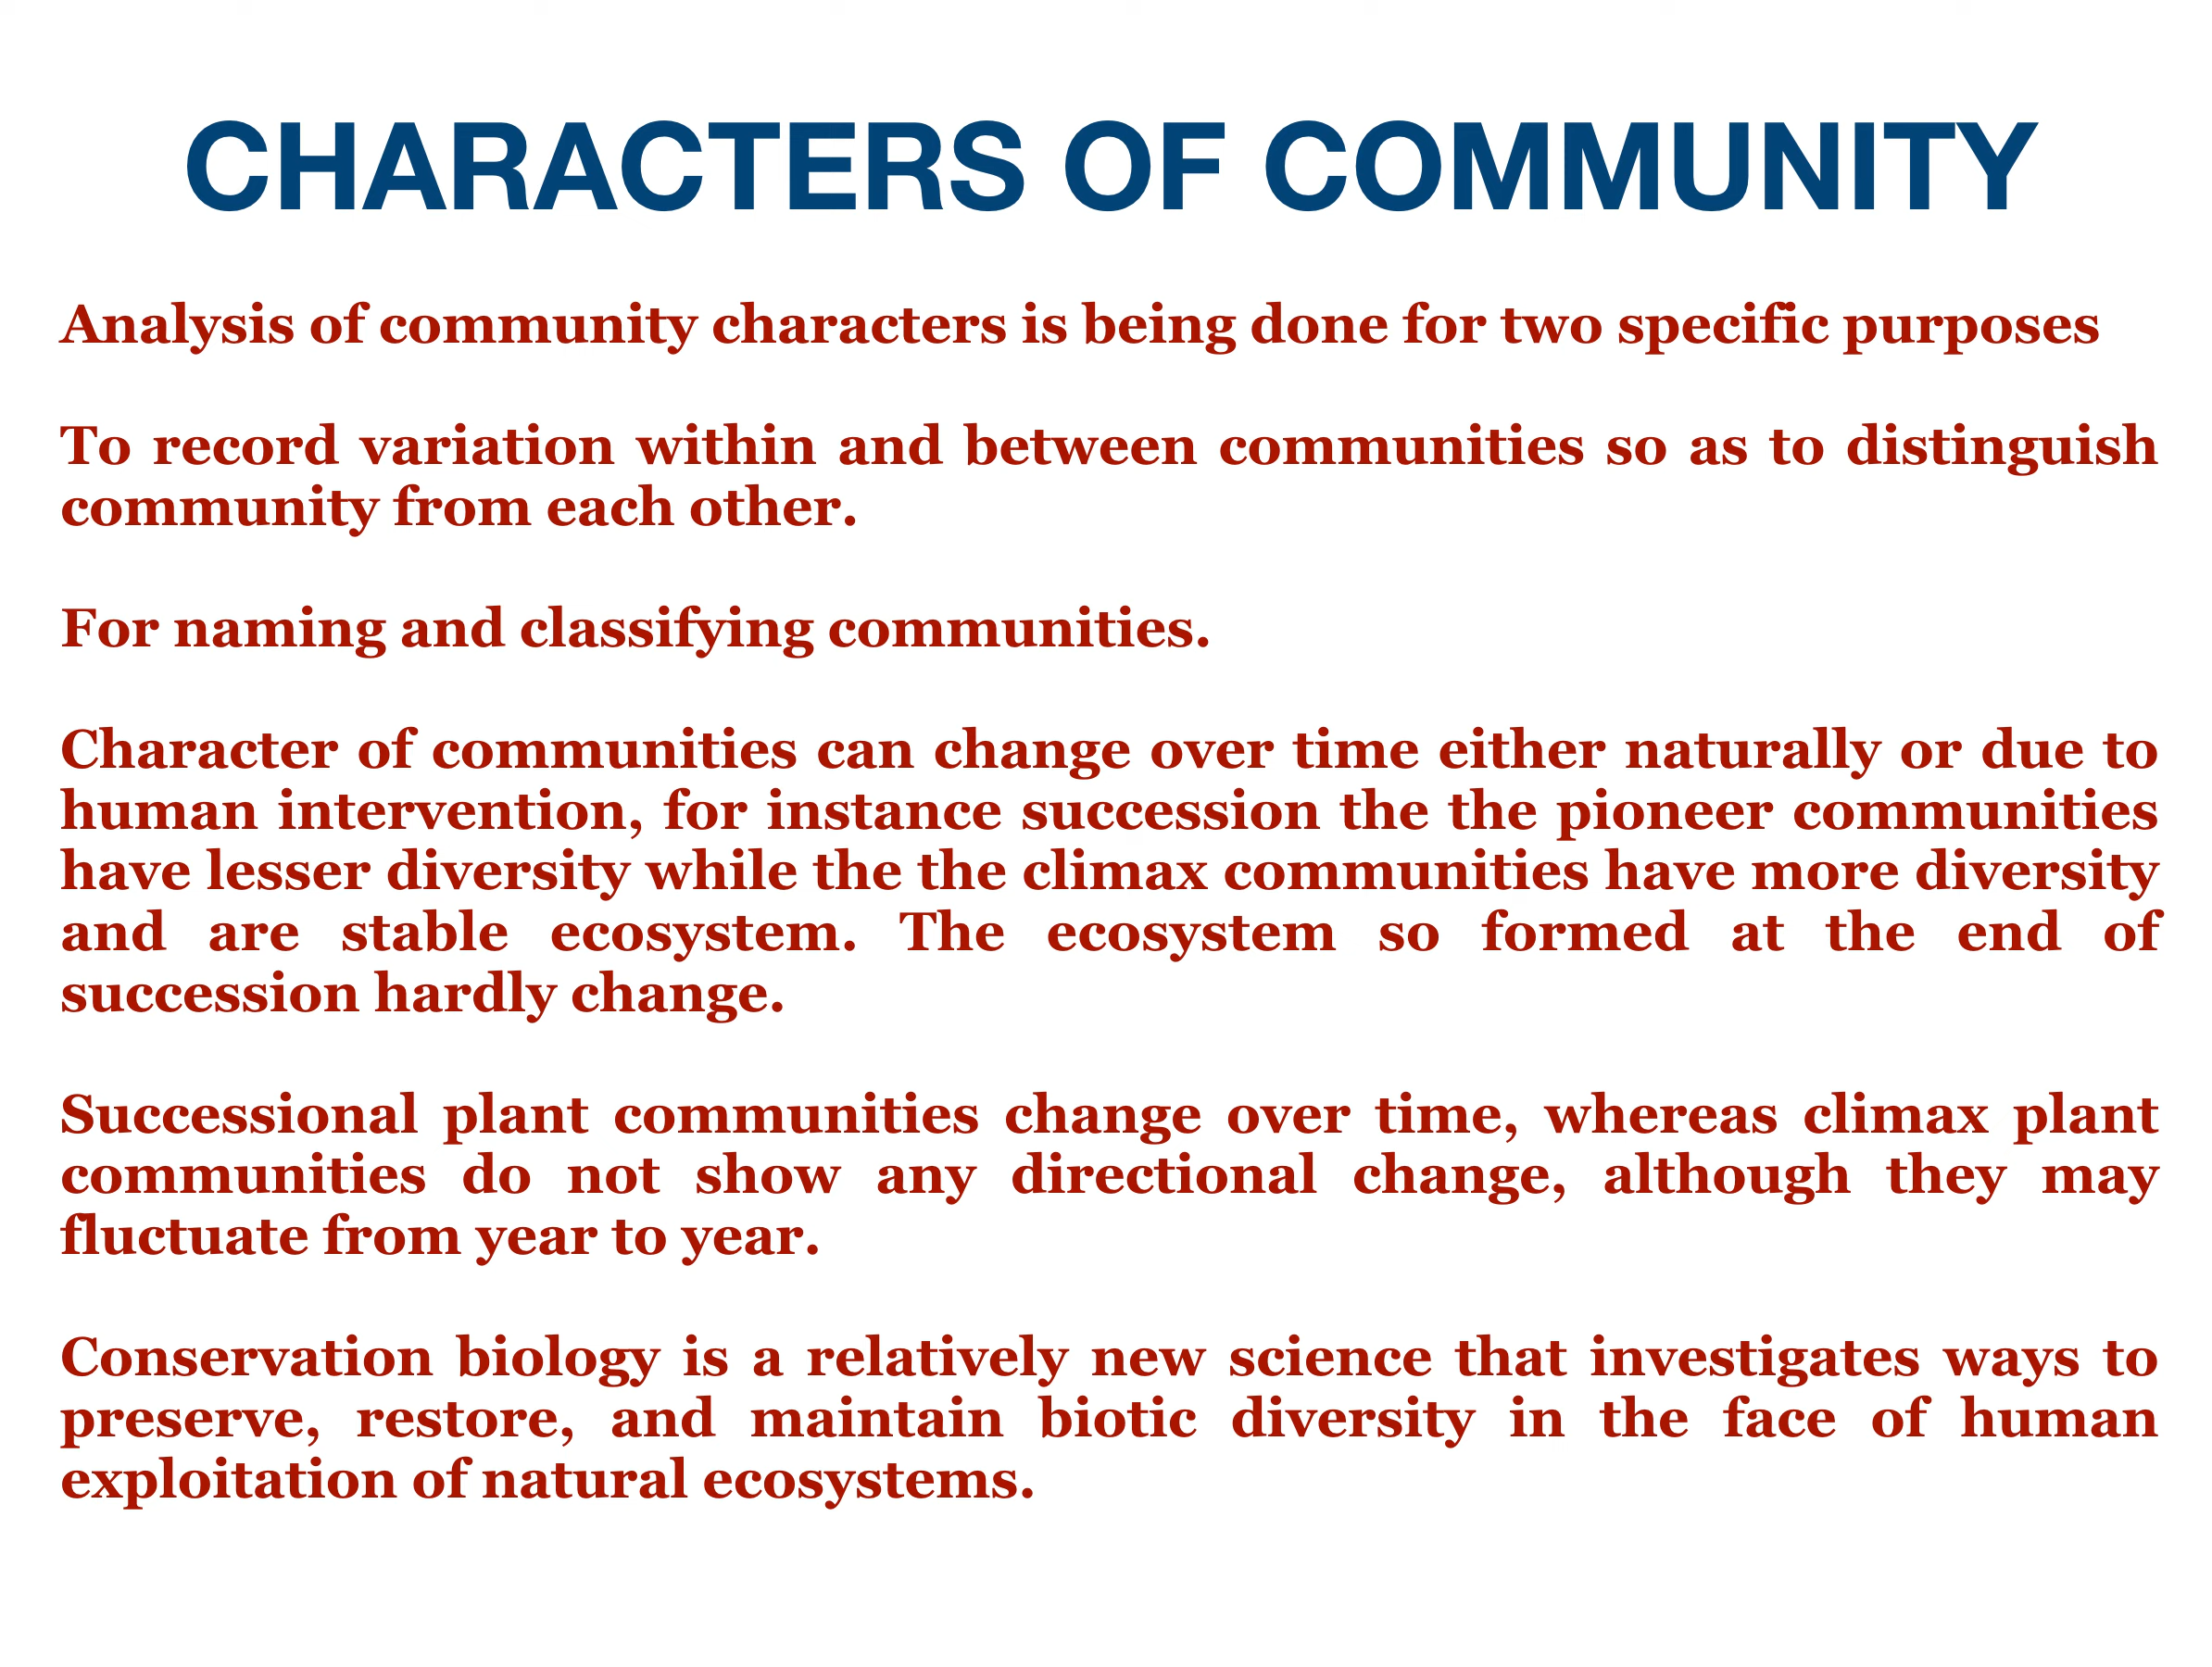 CHARACTERS OF COMMUNITY
Analysis of community characters is being done for two specific purposes
To record variation within and between communities so as to distinguish
community from each other.
For naming and classifying communities.
Character of communities can change over time either naturally or due to
human intervention, for instance succession the the pioneer communities
have lesser diversity while the the climax communities have more diversity
and are stable ecosystem. The ecosystem so formed at the end of
succession hardly change.
Successional plant communities change over time, whereas climax plant
communities do not show any directional change, although they may
fluctuate from year to year.
Conservation biology is a relatively new science that investigates ways to
preserve, restore, and maintain biotic diversity in the face of human
exploitation of natural ecosystems.